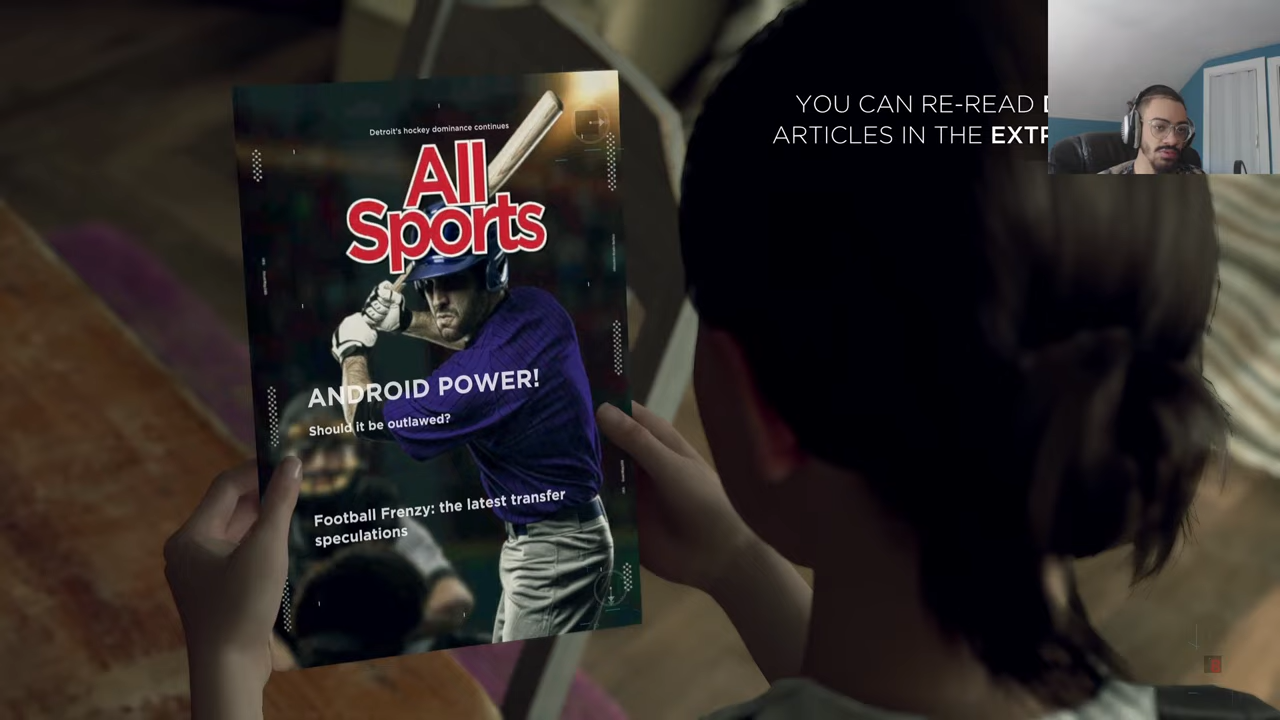 YOU CAN RE-READ
ARTICLES IN THE
Detroit's hockey dominance continues
All
Sports
ANDROID POWER!
Should it be outlawed?
Football Frenzy: the latest transfer
speculations